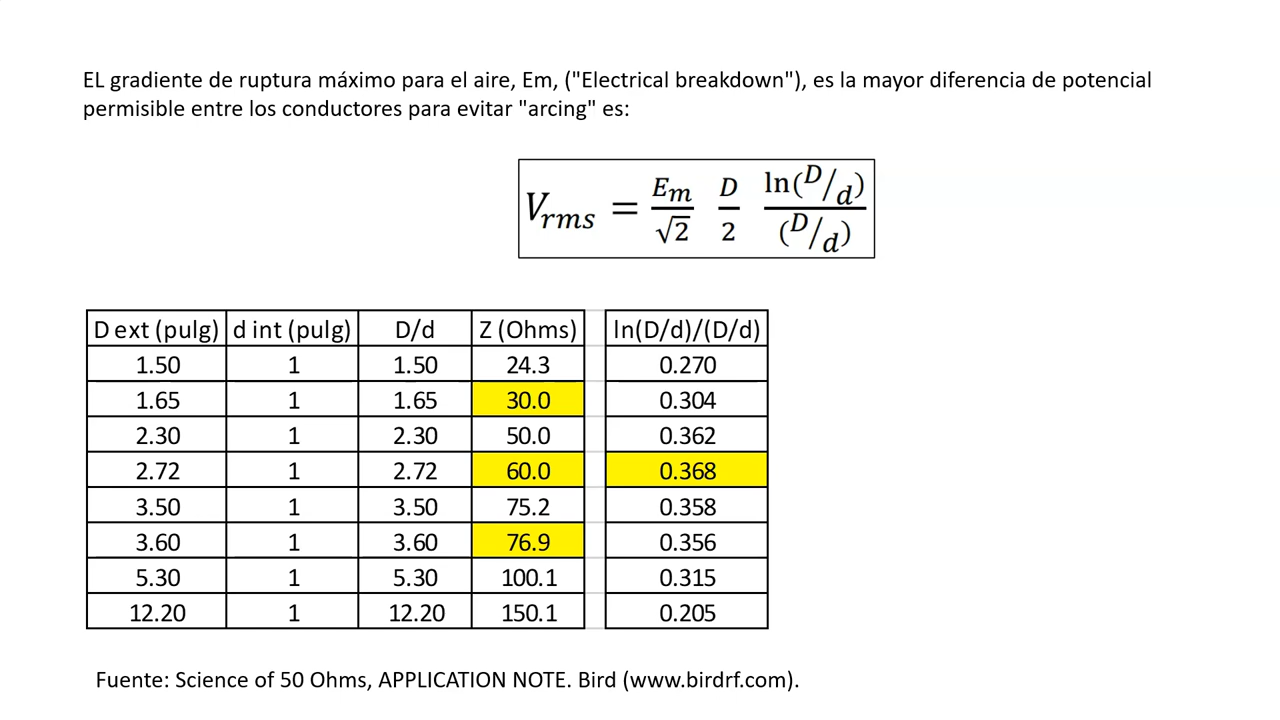 EL gradiente de ruptura máximo para el aire, Em, ("Electrical breakdown"), es la mayor diferencia de potencial
permisible entre los conductores para evitar "arcing" es:
V_rms = E_m/√2 D/2 ln(D/d)/(D/d)
D ext (pulg) d int (pulg) D/d Z (Ohms) ln(D/d)/(D/d)
1.50 1 1.50 24.3 0.270
1.65 1 1.65 30.0 0.304
2.30 1 2.30 50.0 0.362
2.72 1 2.72 60.0 0.368
3.50 1 3.50 75.2 0.358
3.60 1 3.60 76.9 0.356
5.30 1 5.30 100.1 0.315
12.20 1 12.20 150.1 0.205
Fuente: Science of 50 Ohms, APPLICATION NOTE. Bird (www.birdrf.com).